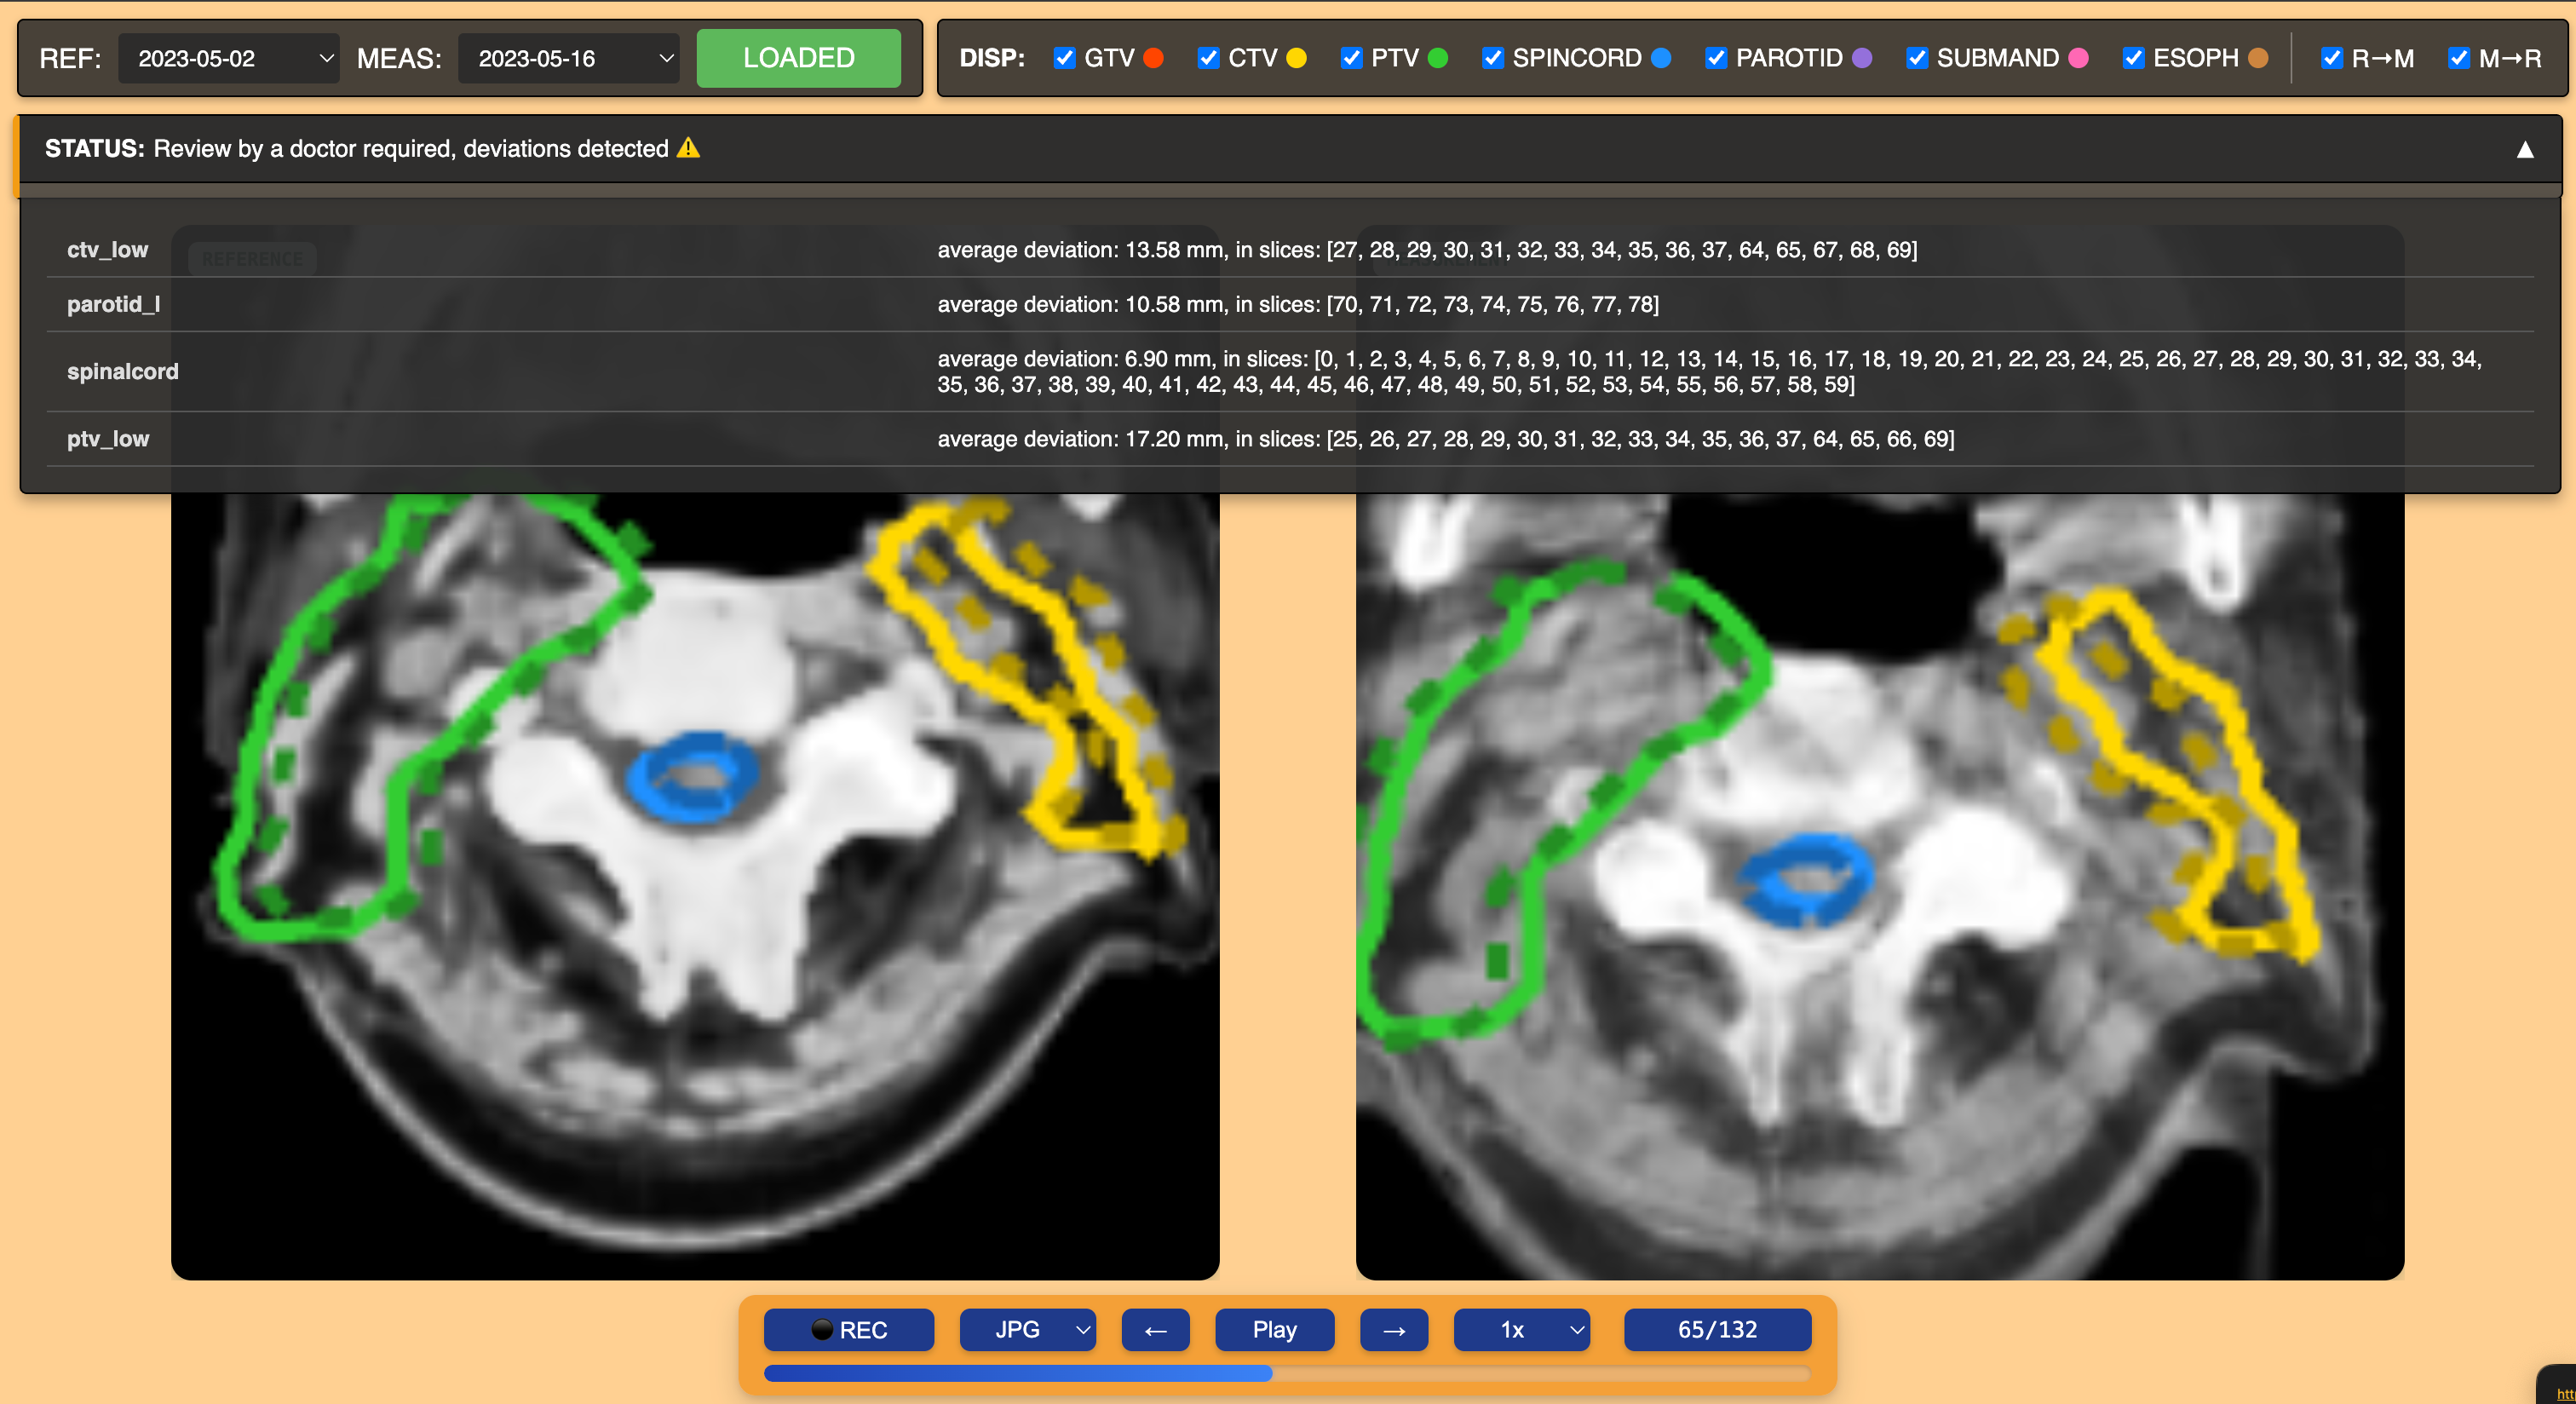 REF: 2023-05-02 MEAS: 2023-05-16 LOADED
DISP: GTV CTV PTV SPINCORD PAROTID SUBMAND ESOPH R→M M→R
STATUS: Review by a doctor required, deviations detected ⚠️ ▲
REFERENCE
ctv_low average deviation: 13.58 mm, in slices: [27, 28, 29, 30, 31, 32, 33, 34, 35, 36, 37, 64, 65, 67, 68, 69]
parotid_l average deviation: 10.58 mm, in slices: [70, 71, 72, 73, 74, 75, 76, 77, 78]
spinalcord average deviation: 6.90 mm, in slices: [0, 1, 2, 3, 4, 5, 6, 7, 8, 9, 10, 11, 12, 13, 14, 15, 16, 17, 18, 19, 20, 21, 22, 23, 24, 25, 26, 27, 28, 29, 30, 31, 32, 33, 34,
35, 36, 37, 38, 39, 40, 41, 42, 43, 44, 45, 46, 47, 48, 49, 50, 51, 52, 53, 54, 55, 56, 57, 58, 59]
ptv_low average deviation: 17.20 mm, in slices: [25, 26, 27, 28, 29, 30, 31, 32, 33, 34, 35, 36, 37, 64, 65, 66, 69]
REC JPG ← Play → 1x 65/132